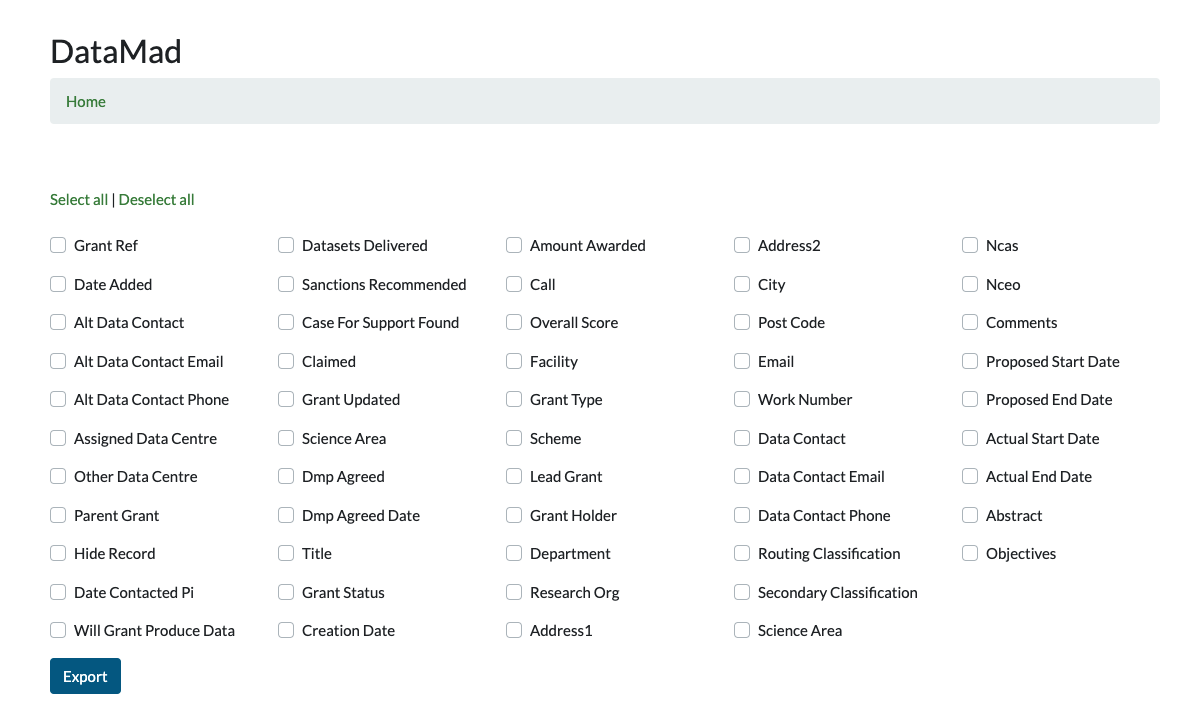 DataMad
Home
Select all | Deselect all
Grant Ref
Date Added
Alt Data Contact
Alt Data Contact Email
Alt Data Contact Phone
Assigned Data Centre
Other Data Centre
Parent Grant
Hide Record
Date Contacted Pi
Will Grant Produce Data
Datasets Delivered
Sanctions Recommended
Case For Support Found
Claimed
Grant Updated
Science Area
Dmp Agreed
Dmp Agreed Date
Title
Grant Status
Creation Date
Amount Awarded
Call
Overall Score
Facility
Grant Type
Scheme
Lead Grant
Grant Holder
Department
Research Org
Address1
Address2
City
Post Code
Email
Work Number
Data Contact
Data Contact Email
Data Contact Phone
Routing Classification
Secondary Classification
Science Area
Ncas
Nceo
Comments
Proposed Start Date
Proposed End Date
Actual Start Date
Actual End Date
Abstract
Objectives
Export